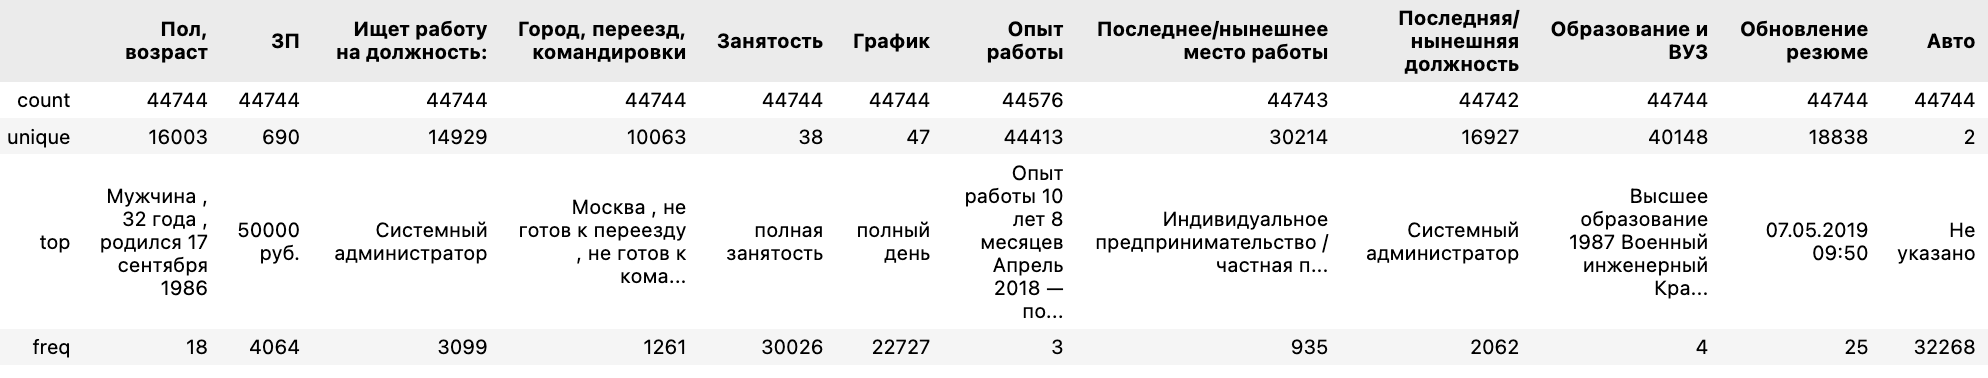 Пол, возраст ЗП Ищет работу на должность: Город, переезд, командировки Занятость График Опыт работы Последнее/нынешнее место работы Последняя/нынешняя должность Образование и ВУЗ Обновление резюме Авто
count 44744 44744 44744 44744 44744 44744 44576 44743 44742 44744 44744 44744
unique 16003 690 14929 10063 38 47 44413 30214 16927 40148 18838 2
top Мужчина , 32 года , родился 17 сентября 1986 50000 руб. Системный администратор Москва , не готов к переезду , не готов к кома... полная занятость полный день Опыт работы 10 лет 8 месяцев Апрель 2018 — по... Индивидуальное предпринимательство / частная п... Системный администратор Высшее образование 1987 Военный инженерный Кра... 07.05.2019 09:50 Не указано
freq 18 4064 3099 1261 30026 22727 3 935 2062 4 25 32268